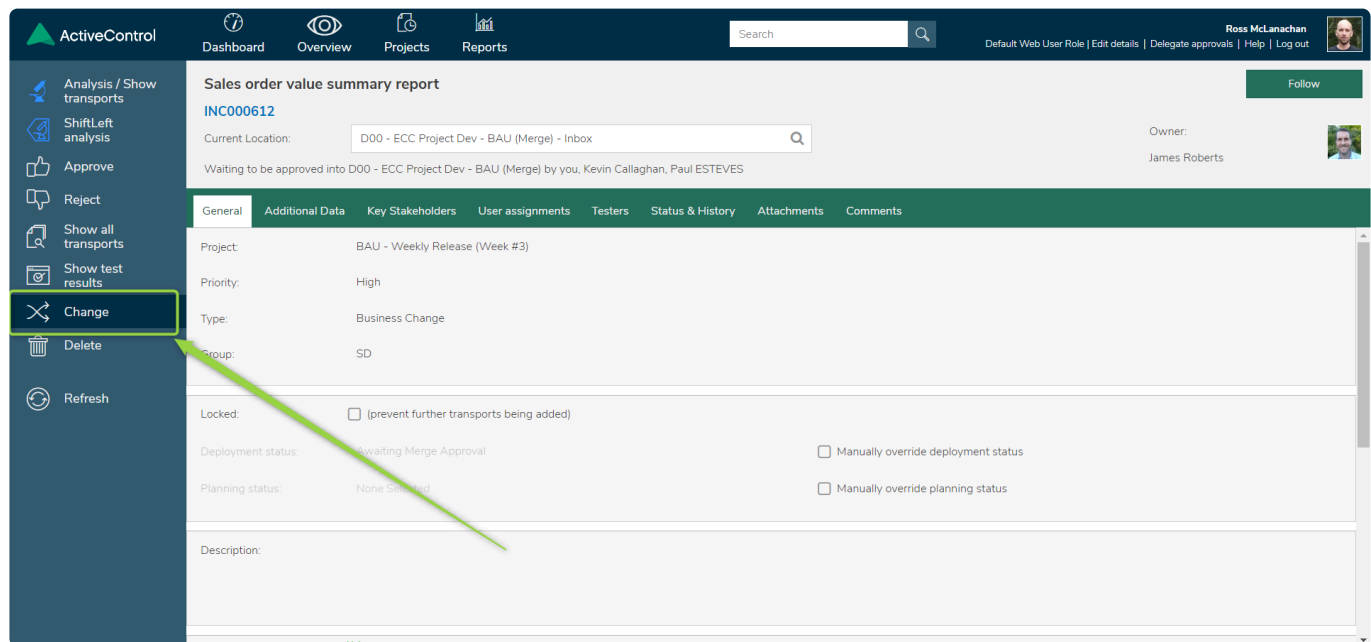 ActiveControl
Dashboard
Overview
Projects
Reports
Search
Ross McLanachan
Default Web User Role | Edit details | Delegate approvals | Help | Log out
Analysis / Show
transports
ShiftLeft
analysis
Approve
Reject
Show all
transports
Show test
results
Change
Delete
Refresh
Sales order value summary report
Follow
INC000612
Current Location:
D00 - ECC Project Dev - BAU (Merge) - Inbox
Owner:
James Roberts
Waiting to be approved into D00 - ECC Project Dev - BAU (Merge) by you, Kevin Callaghan, Paul ESTEVES
General
Additional Data
Key Stakeholders
User assignments
Testers
Status & History
Attachments
Comments
Project:
BAU - Weekly Release (Week #3)
Priority:
High
Type:
Business Change
Group:
SD
Locked:
(prevent further transports being added)
Deployment status:
Awaiting Merge Approval
Manually override deployment status
Planning status:
None Selected
Manually override planning status
Description: